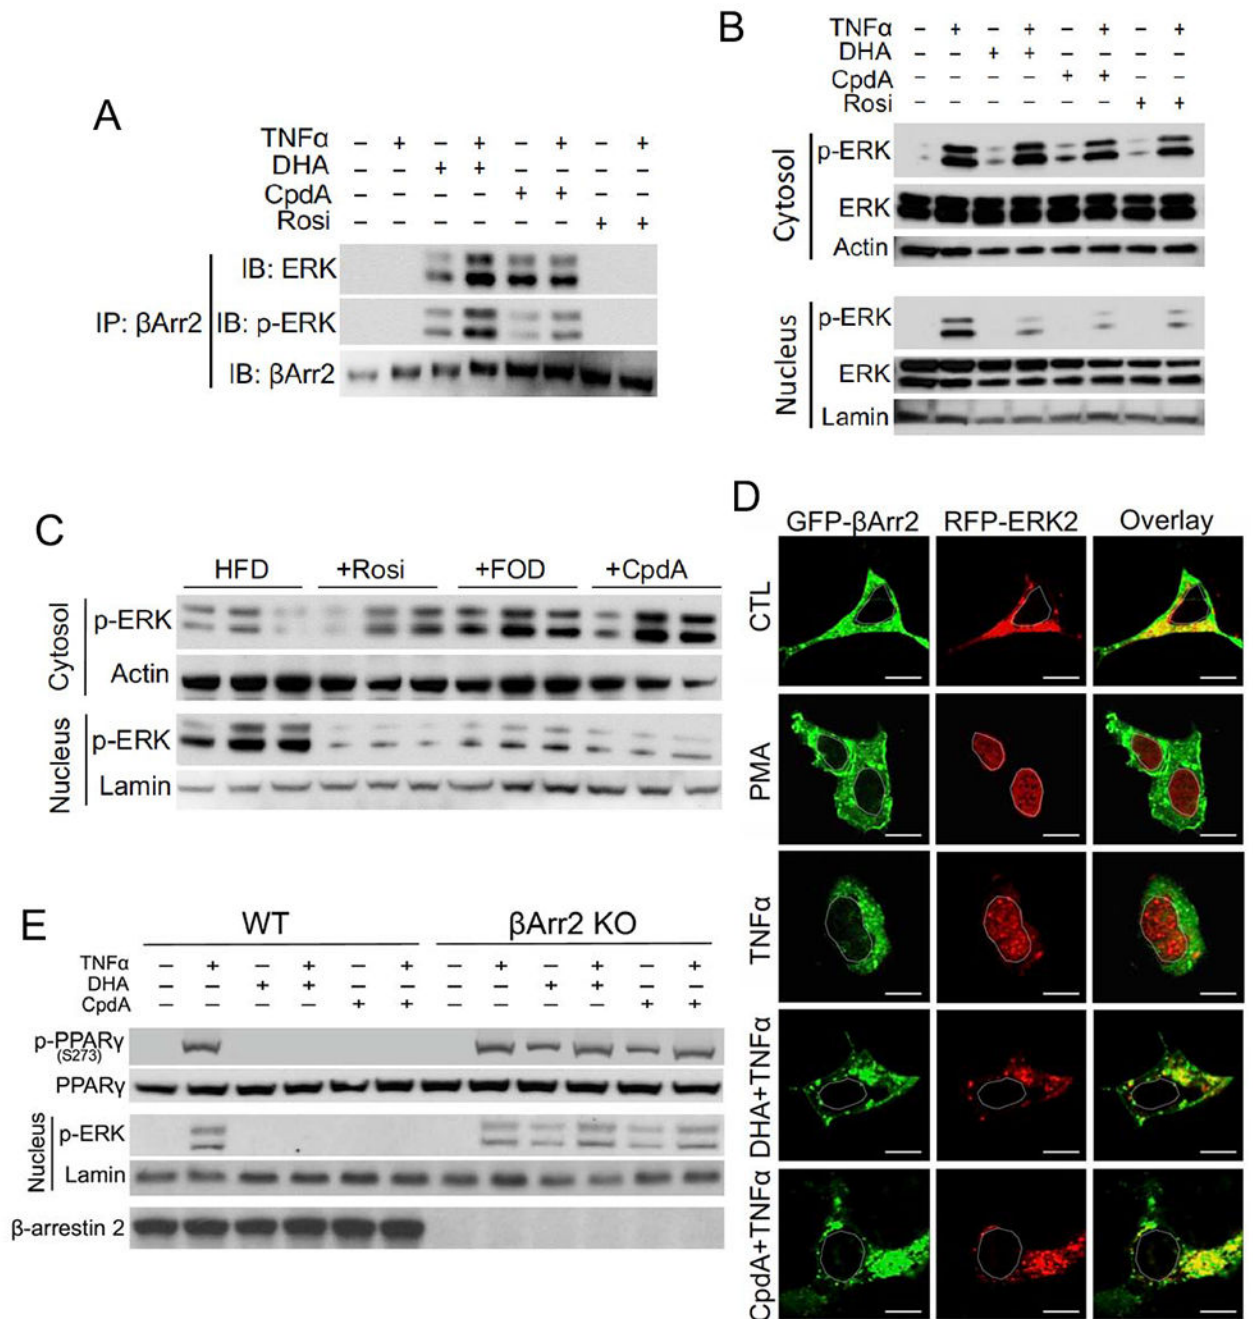 A
TNFα – + – + – + – +
DHA – – + + – – – –
CpdA – – – – + + – –
Rosi – – – – – – + +
IP: βArr2
IB: ERK
IB: p-ERK
IB: βArr2
B
TNFα – + – + – + – +
DHA – – + + – – – –
CpdA – – – – + + – –
Rosi – – – – – – + +
Cytosol
p-ERK
ERK
Actin
Nucleus
p-ERK
ERK
Lamin
C
HFD +Rosi +FOD +CpdA
Cytosol
p-ERK
Actin
Nucleus
p-ERK
Lamin
D
GFP-βArr2 RFP-ERK2 Overlay
CTL
PMA
TNFα
DHA+TNFα
CpdA+TNFα
E
WT βArr2 KO
TNFα – + – + – + – + – + – +
DHA – – + + – – – – + + – –
CpdA – – – – + + – – – – + +
p-PPARγ
(S273)
PPARγ
Nucleus
p-ERK
Lamin
β-arrestin 2